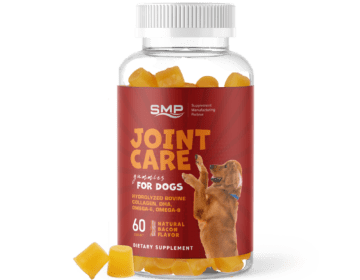 SMP
Supplement
Manufacturing
Partner
JOINT
CARE
gummies
FOR DOGS
HYDROLYZED BOVINE
COLLAGEN, DHA,
OMEGA-3, OMEGA-6
60
NATURAL
BACON
FLAVOR
DIETARY SUPPLEMENT